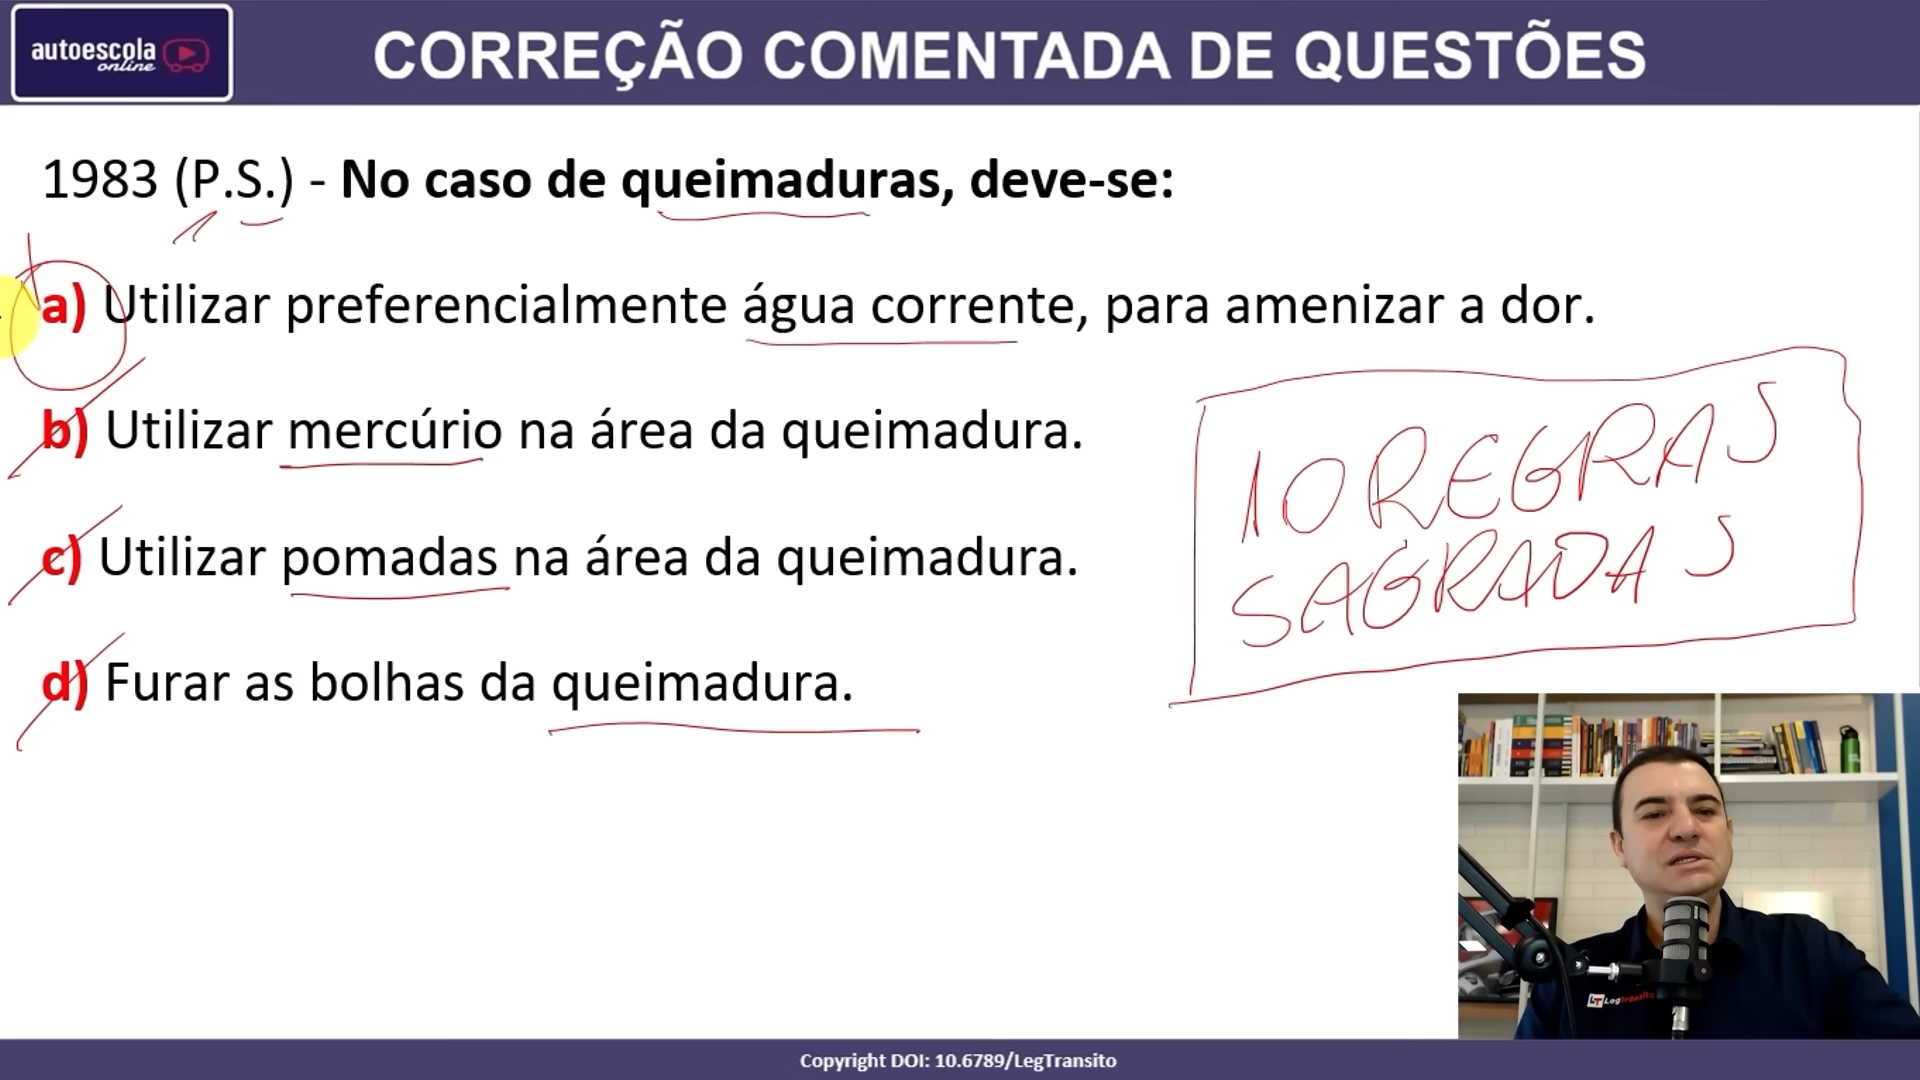 autoescola
online
CORREÇÃO COMENTADA DE QUESTÕES
1983 (P.S.) - No caso de queimaduras, deve-se:
a) Utilizar preferencialmente água corrente, para amenizar a dor.
b) Utilizar mercúrio na área da queimadura.
c) Utilizar pomadas na área da queimadura.
d) Furar as bolhas da queimadura.
10 REGRAS
SAGRADAS
LT Legtrânsito
Copyright DOI: 10.6789/LegTransito